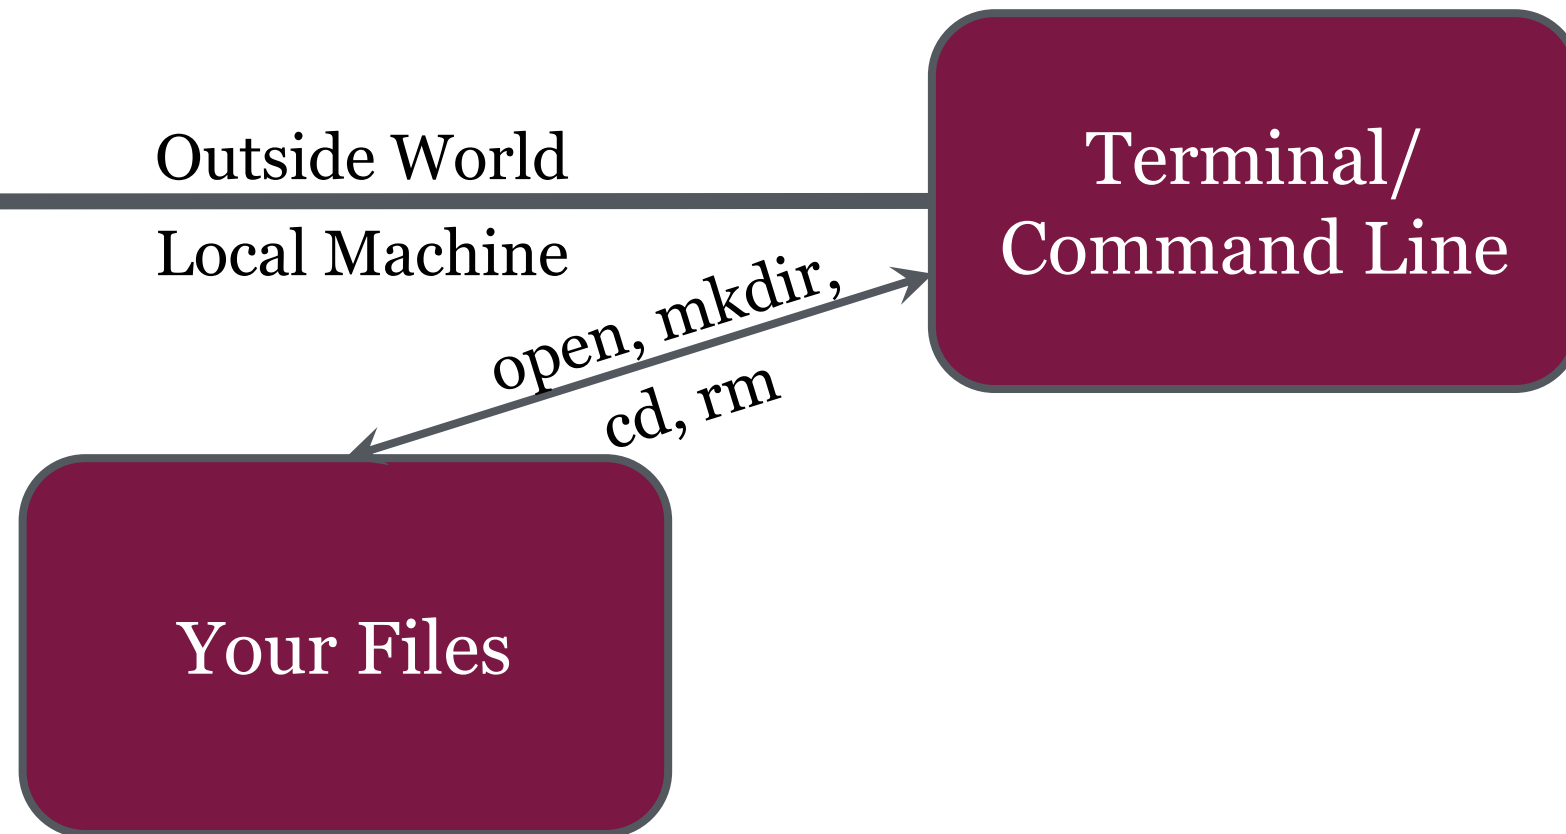 Outside World
Local Machine
Terminal/
Command Line
open, mkdir,
cd, rm
Your Files